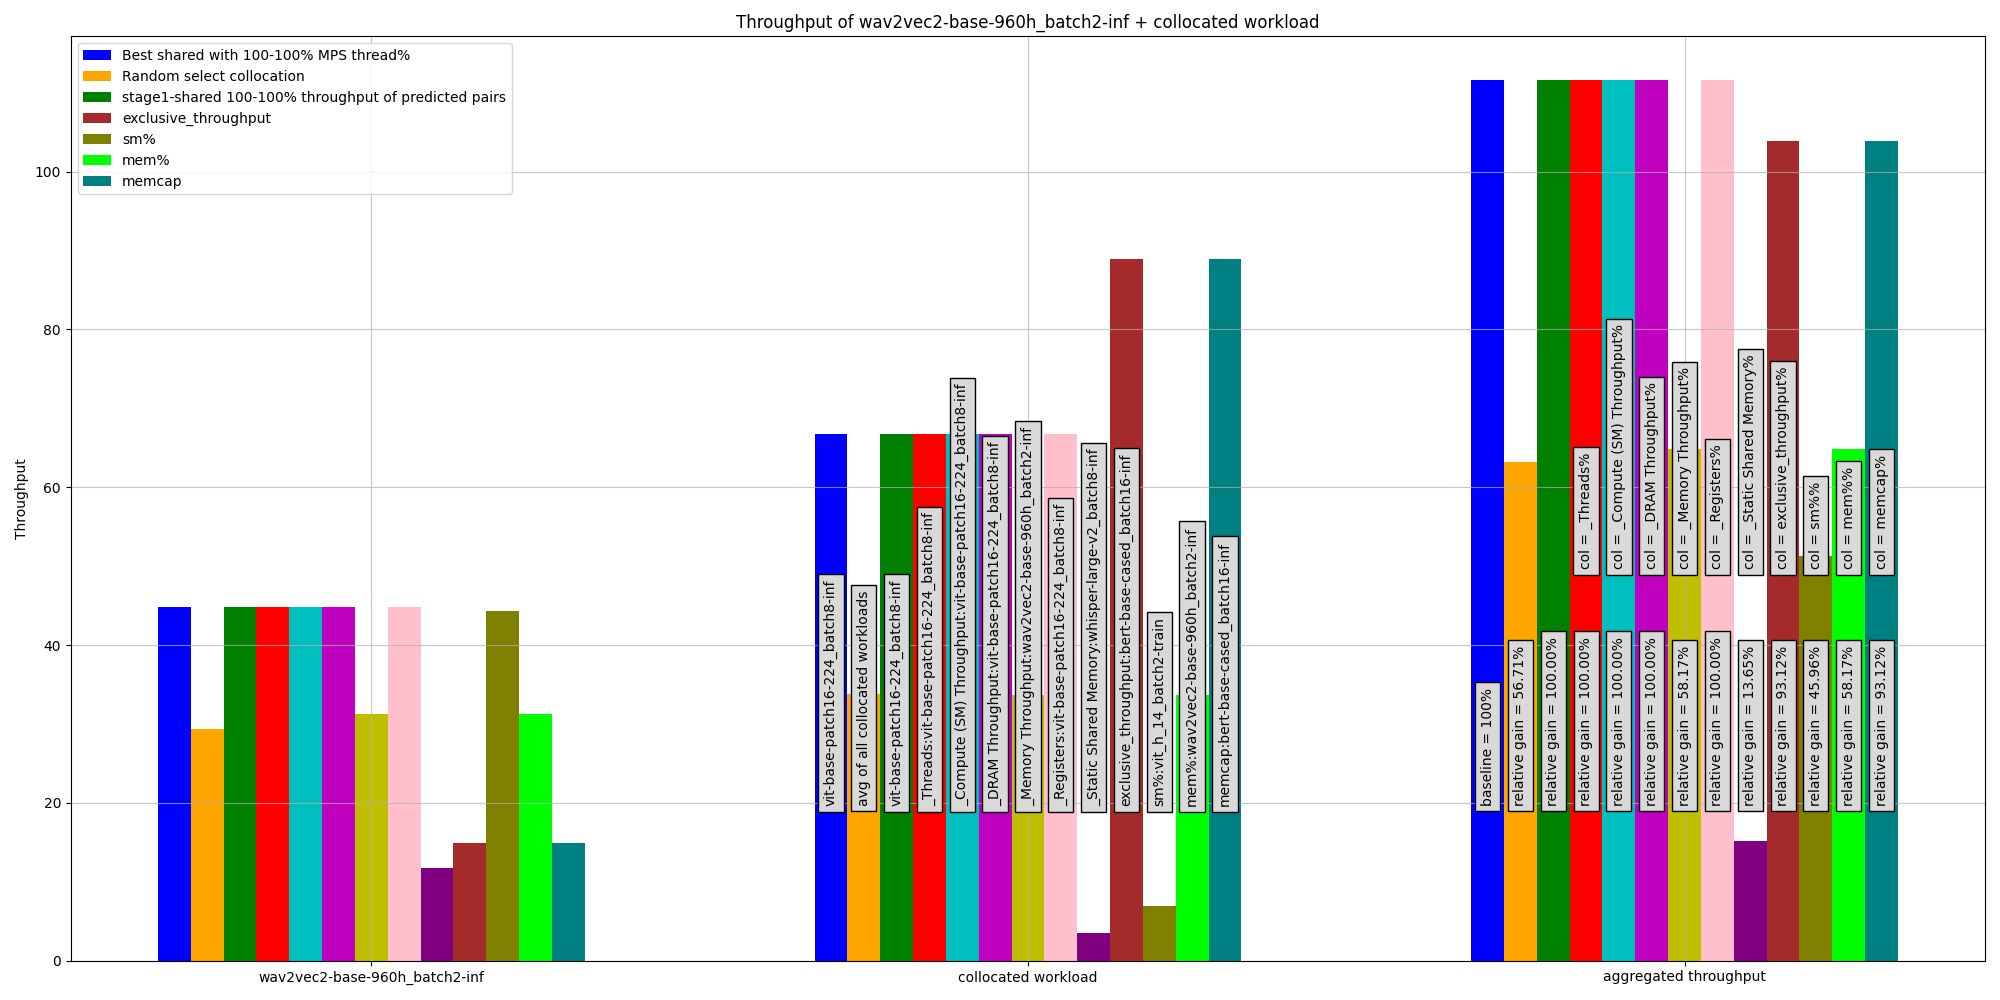 Throughput of wav2vec2-base-960h_batch2-inf + collocated workload
Best shared with 100-100% MPS thread%
Random select collocation
stage1-shared 100-100% throughput of predicted pairs
exclusive_throughput
sm%
mem%
memcap
Throughput
100
80
60
40
20
0
vit-base-patch16-224_batch8-inf
avg of all collocated workloads
vit-base-patch16-224_batch8-inf
_Threads:vit-base-patch16-224_batch8-inf
_Compute (SM) Throughput:vit-base-patch16-224_batch8-inf
_DRAM Throughput:vit-base-patch16-224_batch8-inf
_Memory Throughput:wav2vec2-base-960h_batch2-inf
_Registers:vit-base-patch16-224_batch8-inf
_Static Shared Memory:whisper-large-v2_batch8-inf
exclusive_throughput:bert-base-cased_batch16-inf
sm%:vit_h_14_batch2-train
mem%:wav2vec2-base-960h_batch2-inf
memcap:bert-base-cased_batch16-inf
col = _Threads%
col = _Compute (SM) Throughput%
col = _DRAM Throughput%
col = _Memory Throughput%
col = _Registers%
col = _Static Shared Memory%
col = exclusive_throughput%
col = sm%%
col = mem%%
col = memcap%
baseline = 100%
relative gain = 56.71%
relative gain = 100.00%
relative gain = 100.00%
relative gain = 100.00%
relative gain = 100.00%
relative gain = 58.17%
relative gain = 100.00%
relative gain = 13.65%
relative gain = 93.12%
relative gain = 45.96%
relative gain = 58.17%
relative gain = 93.12%
wav2vec2-base-960h_batch2-inf
collocated workload
aggregated throughput